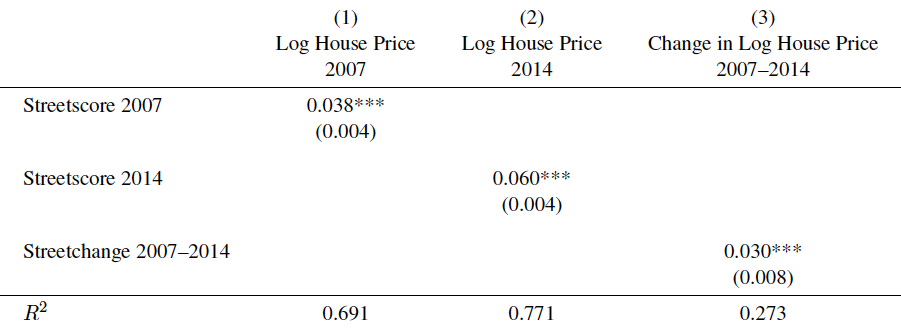 (1) (2) (3)
Log House Price Log House Price Change in Log House Price
2007 2014 2007–2014
Streetscore 2007 0.038***
(0.004)
Streetscore 2014 0.060***
(0.004)
Streetchange 2007–2014 0.030***
(0.008)
R² 0.691 0.771 0.273